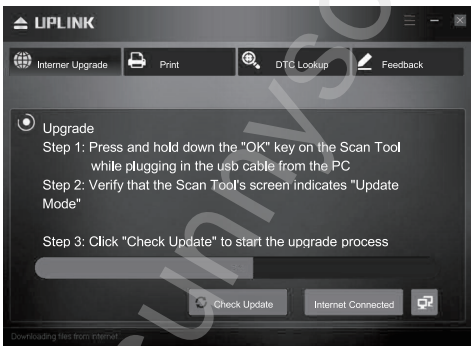 UPLINK
Interner Upgrade Print DTC Lookup Feedback
Upgrade
Step 1: Press and hold down the "OK" key on the Scan Tool
while plugging in the usb cable from the PC
Step 2: Verify that the Scan Tool's screen indicates "Update
Mode"
Step 3: Click "Check Update" to start the upgrade process
Check Update Internet Connected
Downloading files from internet